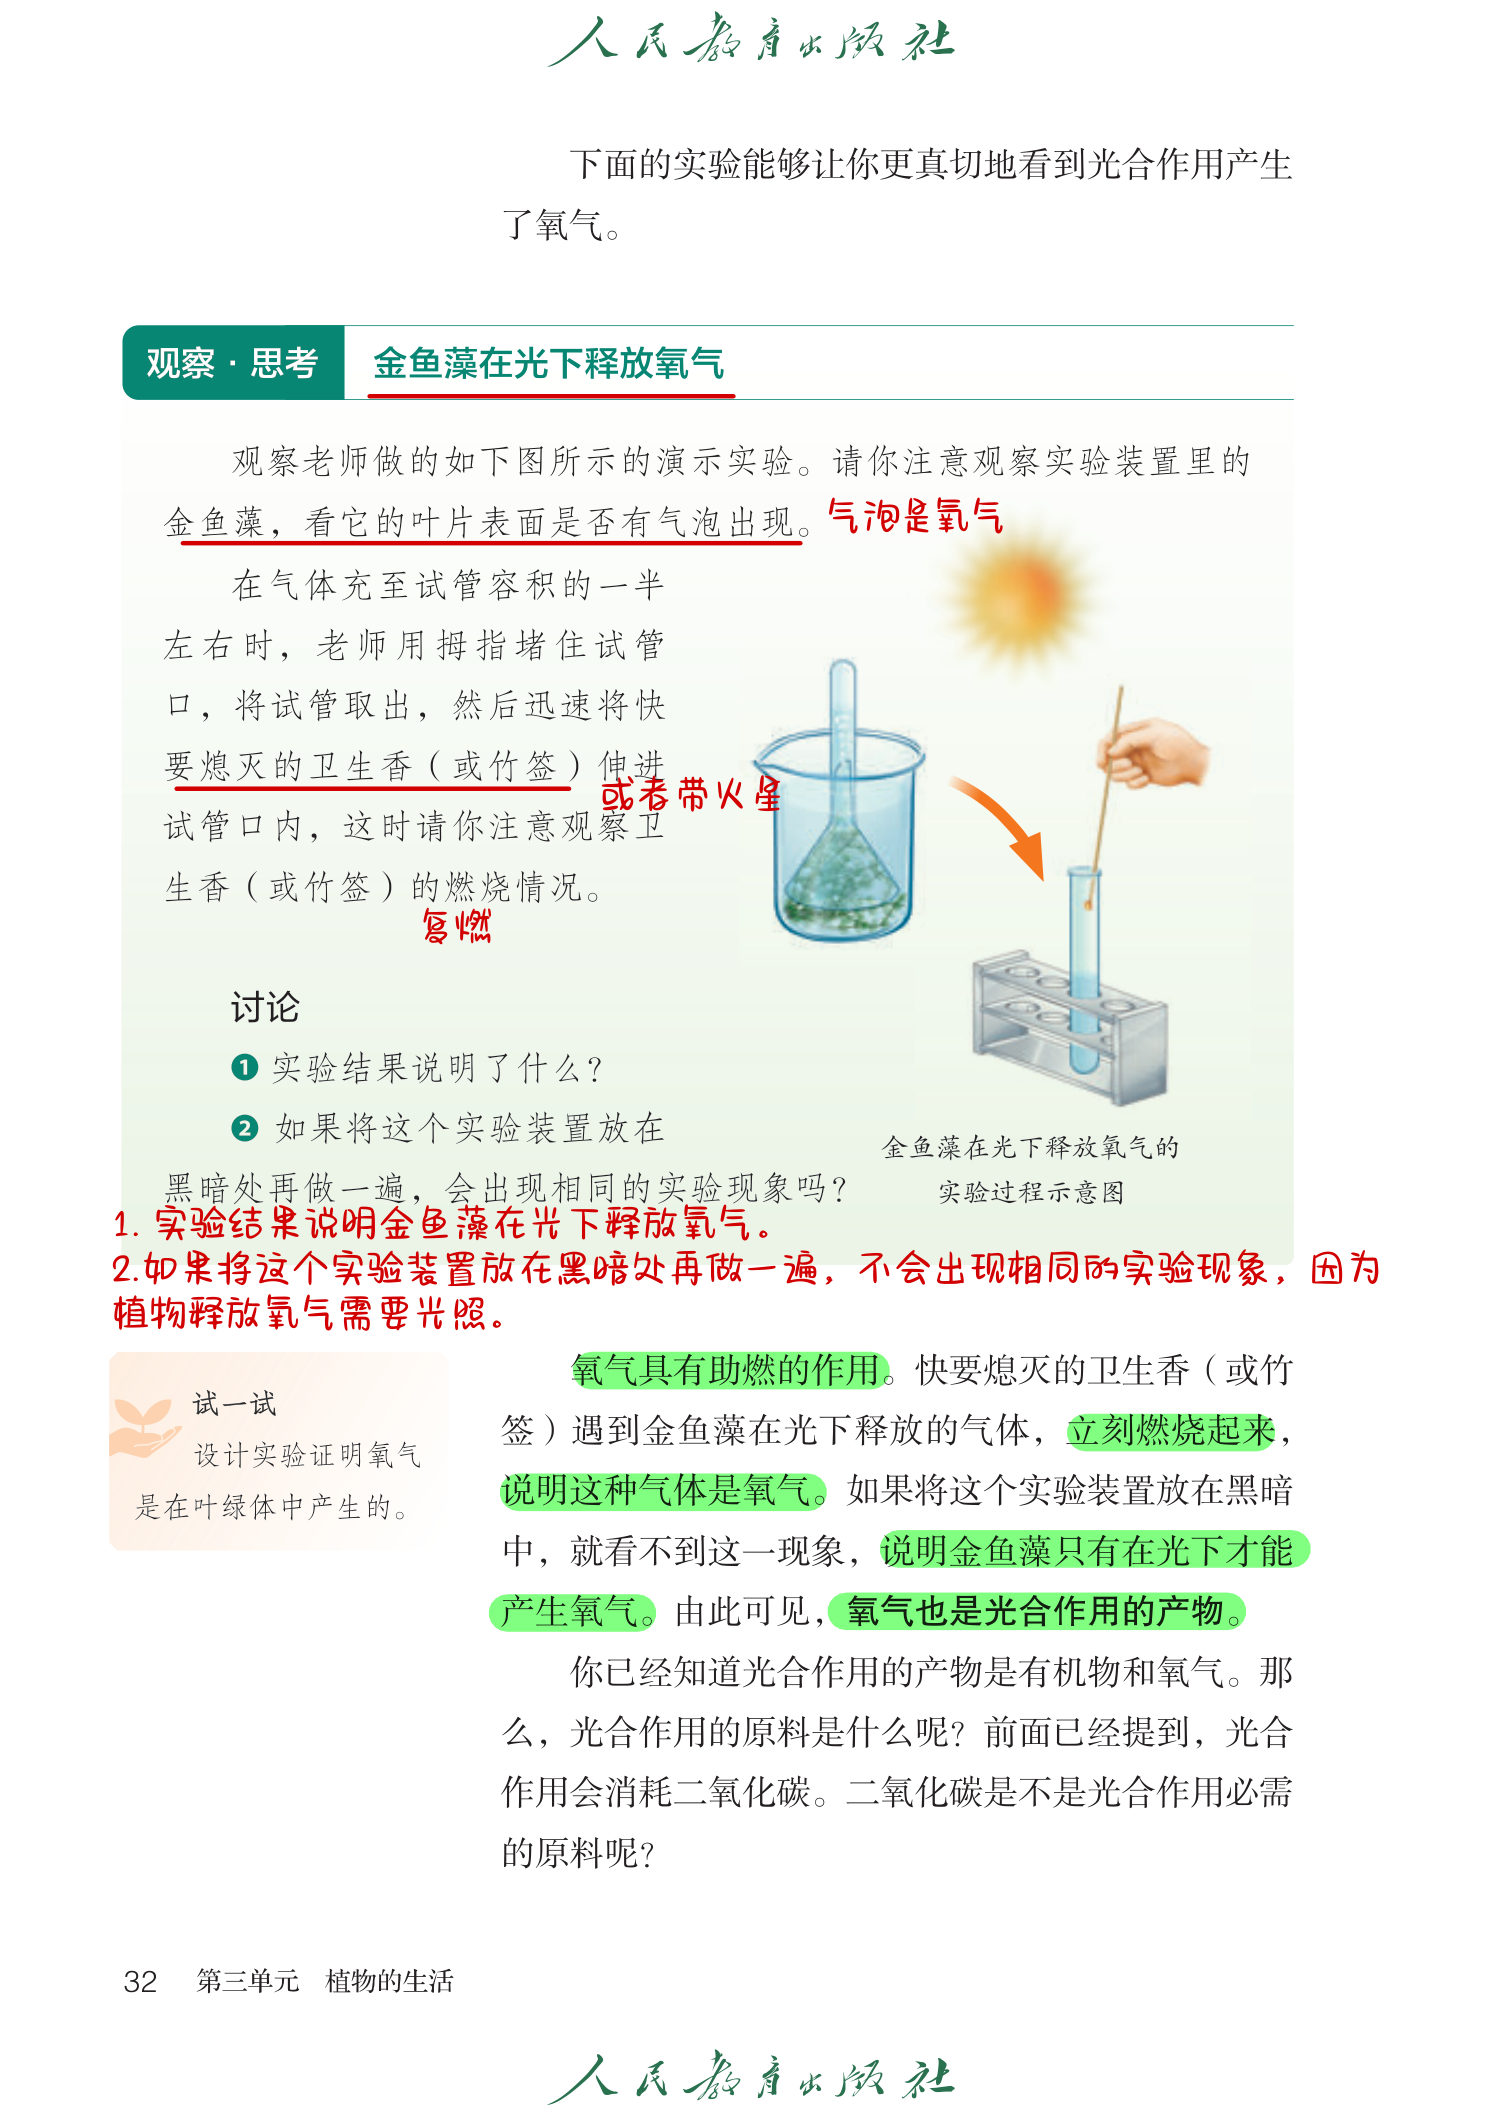 人民教育出版社
下面的实验能够让你更真切地看到光合作用产生
了氧气。
观察·思考 金鱼藻在光下释放氧气
观察老师做的如下图所示的演示实验。请你注意观察实验装置里的
金鱼藻，看它的叶片表面是否有气泡出现。气泡是氧气
在气体充至试管容积的一半
左右时，老师用拇指堵住试管
口，将试管取出，然后迅速将快
要熄灭的卫生香（或竹签）伸进
或者带火星
试管口内，这时请你注意观察卫
生香（或竹签）的燃烧情况。
复燃
讨论
1 实验结果说明了什么？
2 如果将这个实验装置放在
黑暗处再做一遍，会出现相同的实验现象吗？
金鱼藻在光下释放氧气的
实验过程示意图
1. 实验结果说明金鱼藻在光下释放氧气。
2.如果将这个实验装置放在黑暗处再做一遍，不会出现相同的实验现象，因为
植物释放氧气需要光照。
试一试
设计实验证明氧气
是在叶绿体中产生的。
氧气具有助燃的作用。快要熄灭的卫生香（或竹
签）遇到金鱼藻在光下释放的气体，立刻燃烧起来，
说明这种气体是氧气。如果将这个实验装置放在黑暗
中，就看不到这一现象，说明金鱼藻只有在光下才能
产生氧气。由此可见，氧气也是光合作用的产物。
你已经知道光合作用的产物是有机物和氧气。那
么，光合作用的原料是什么呢？前面已经提到，光合
作用会消耗二氧化碳。二氧化碳是不是光合作用必需
的原料呢？
32 第三单元 植物的生活
人民教育出版社